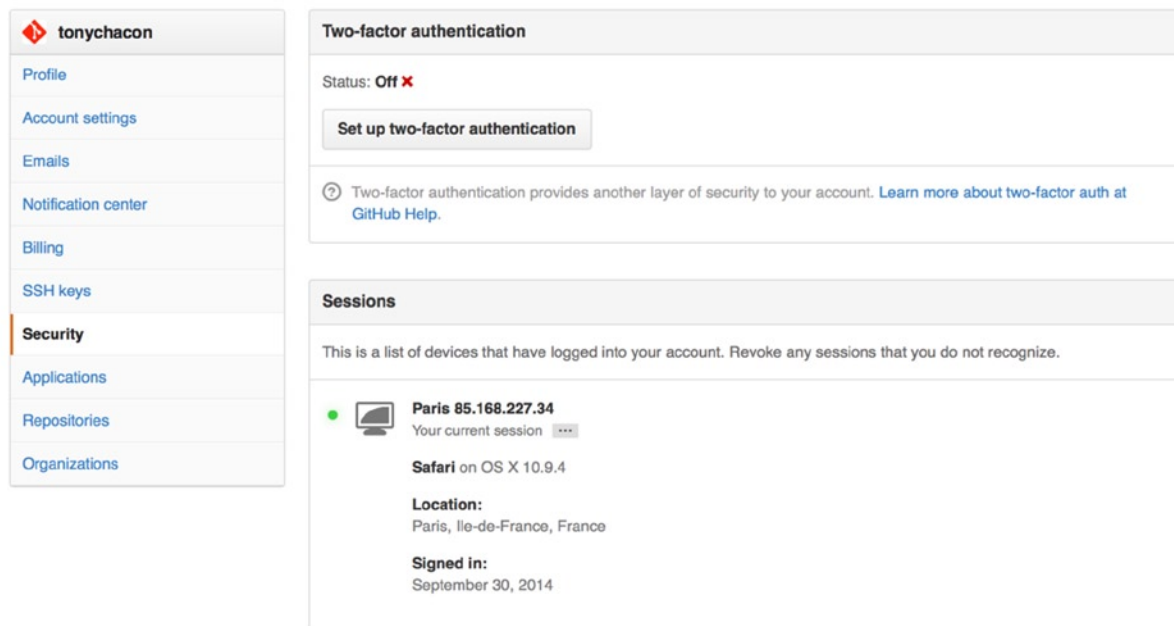 tonychacon
Profile
Account settings
Emails
Notification center
Billing
SSH keys
Security
Applications
Repositories
Organizations
Two-factor authentication
Status: Off ✖
Set up two-factor authentication
Two-factor authentication provides another layer of security to your account. Learn more about two-factor auth at
GitHub Help.
Sessions
This is a list of devices that have logged into your account. Revoke any sessions that you do not recognize.
Paris 85.168.227.34
Your current session ···
Safari on OS X 10.9.4
Location:
Paris, Ile-de-France, France
Signed in:
September 30, 2014